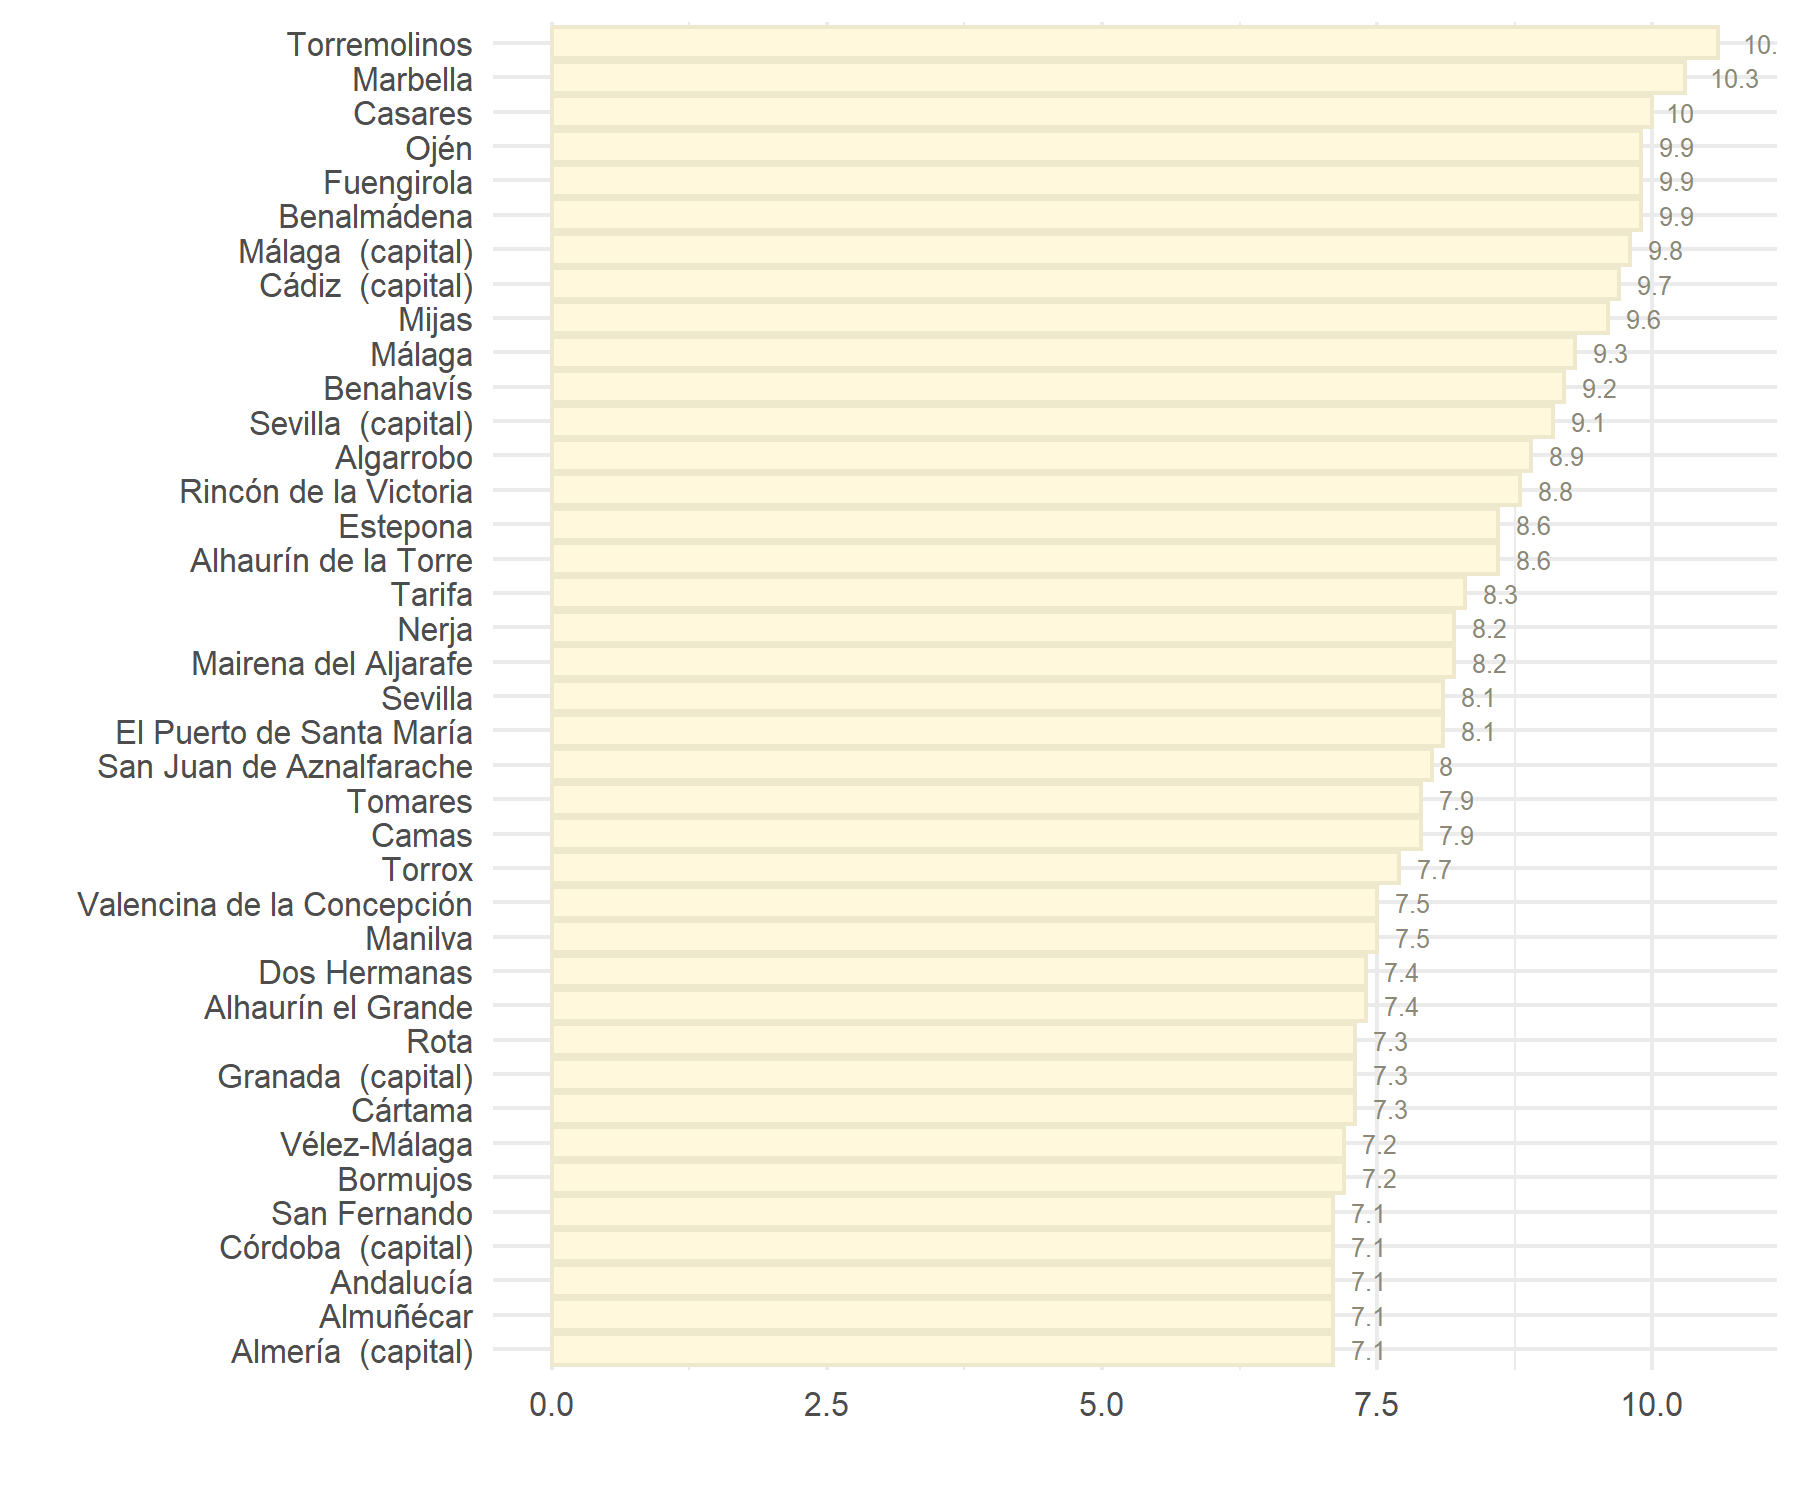 Torremolinos 10.
Marbella 10.3
Casares 10
Ojén 9.9
Fuengirola 9.9
Benalmádena 9.9
Málaga  (capital) 9.8
Cádiz  (capital) 9.7
Mijas 9.6
Málaga 9.3
Benahavís 9.2
Sevilla  (capital) 9.1
Algarrobo 8.9
Rincón de la Victoria 8.8
Estepona 8.6
Alhaurín de la Torre 8.6
Tarifa 8.3
Nerja 8.2
Mairena del Aljarafe 8.2
Sevilla 8.1
El Puerto de Santa María 8.1
San Juan de Aznalfarache 8
Tomares 7.9
Camas 7.9
Torrox 7.7
Valencina de la Concepción 7.5
Manilva 7.5
Dos Hermanas 7.4
Alhaurín el Grande 7.4
Rota 7.3
Granada  (capital) 7.3
Cártama 7.3
Vélez-Málaga 7.2
Bormujos 7.2
San Fernando 7.1
Córdoba  (capital) 7.1
Andalucía 7.1
Almuñécar 7.1
Almería  (capital) 7.1
0.0 2.5 5.0 7.5 10.0